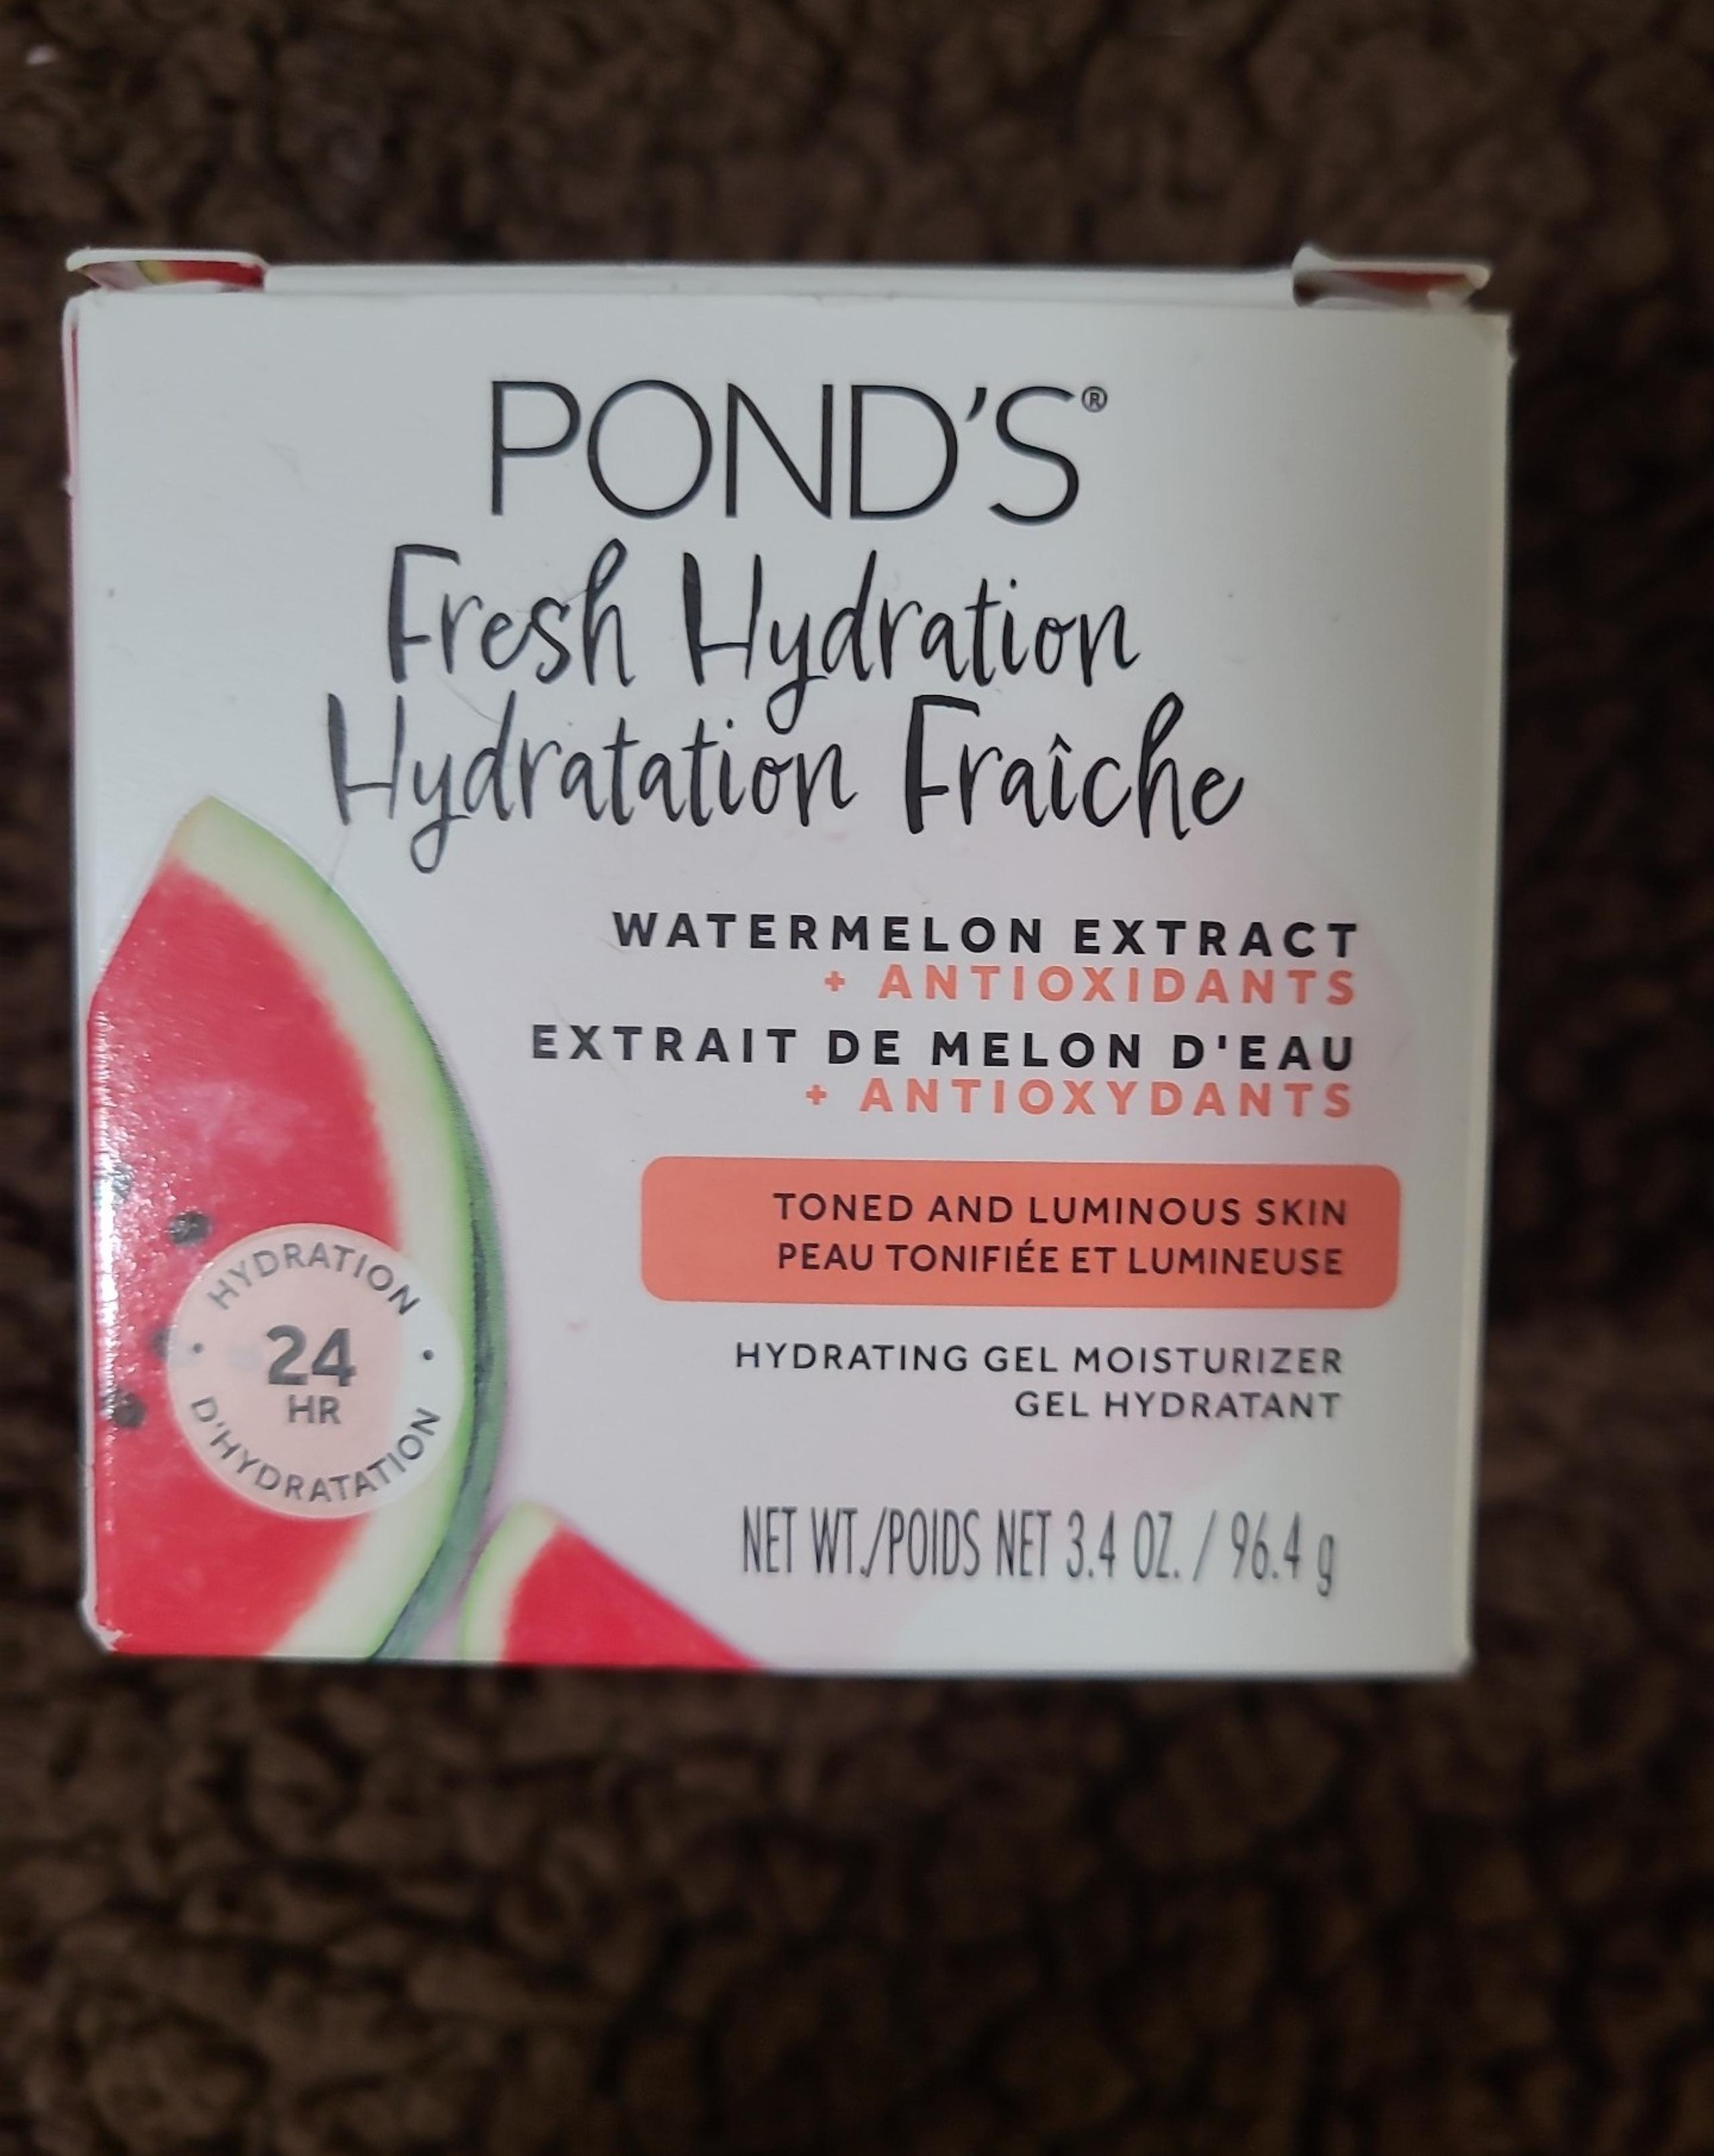 POND'S®
Fresh Hydration
Hydratation Fraîche
WATERMELON EXTRACT
+ ANTIOXIDANTS
EXTRAIT DE MELON D'EAU
+ ANTIOXYDANTS
TONED AND LUMINOUS SKIN
PEAU TONIFIÉE ET LUMINEUSE
HYDRATION
24
HR
D'HYDRATATION
HYDRATING GEL MOISTURIZER
GEL HYDRATANT
NET WT./POIDS NET 3.4 OZ. / 96.4 g